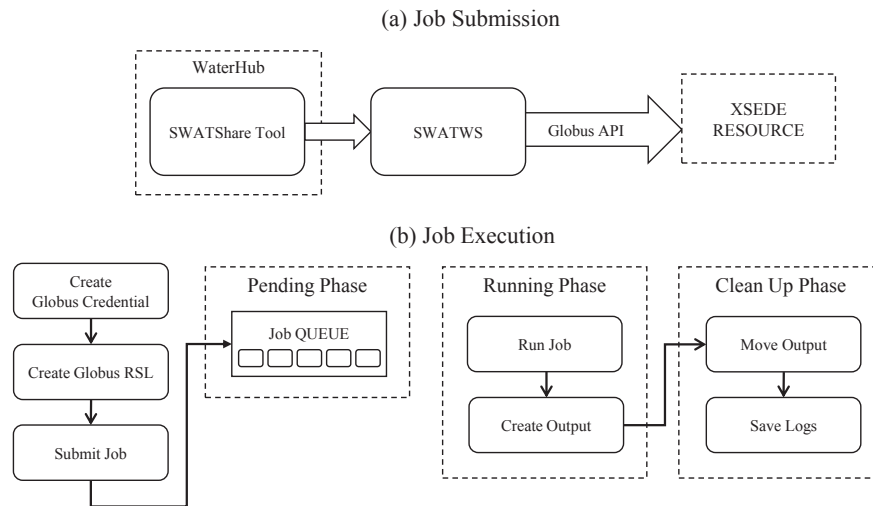 (a) Job Submission
WaterHub
SWATShare Tool
SWATWS
Globus API
XSEDE
RESOURCE
(b) Job Execution
Create
Globus Credential
Create Globus RSL
Submit Job
Pending Phase
Job QUEUE
Running Phase
Run Job
Create Output
Clean Up Phase
Move Output
Save Logs